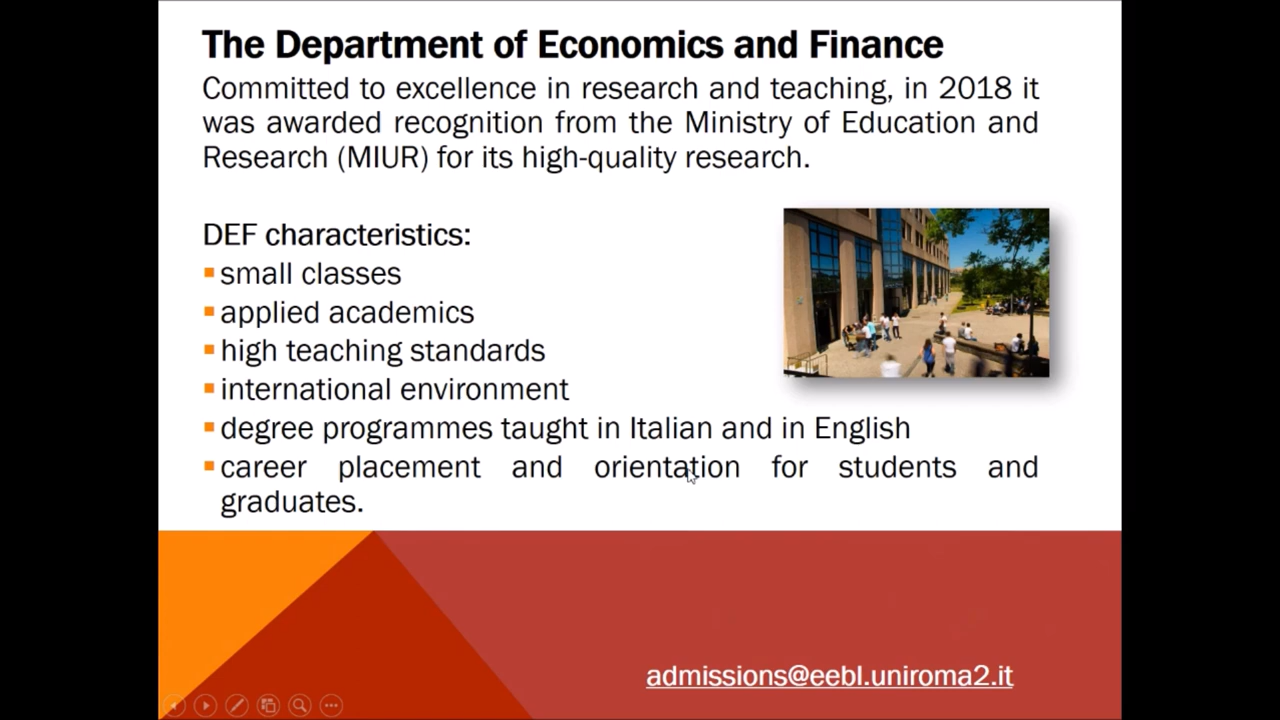 The Department of Economics and Finance
Committed to excellence in research and teaching, in 2018 it
was awarded recognition from the Ministry of Education and
Research (MIUR) for its high-quality research.
DEF characteristics:
small classes
applied academics
high teaching standards
international environment
degree programmes taught in Italian and in English
career placement and orientation for students and
graduates.
admissions@eebl.uniroma2.it